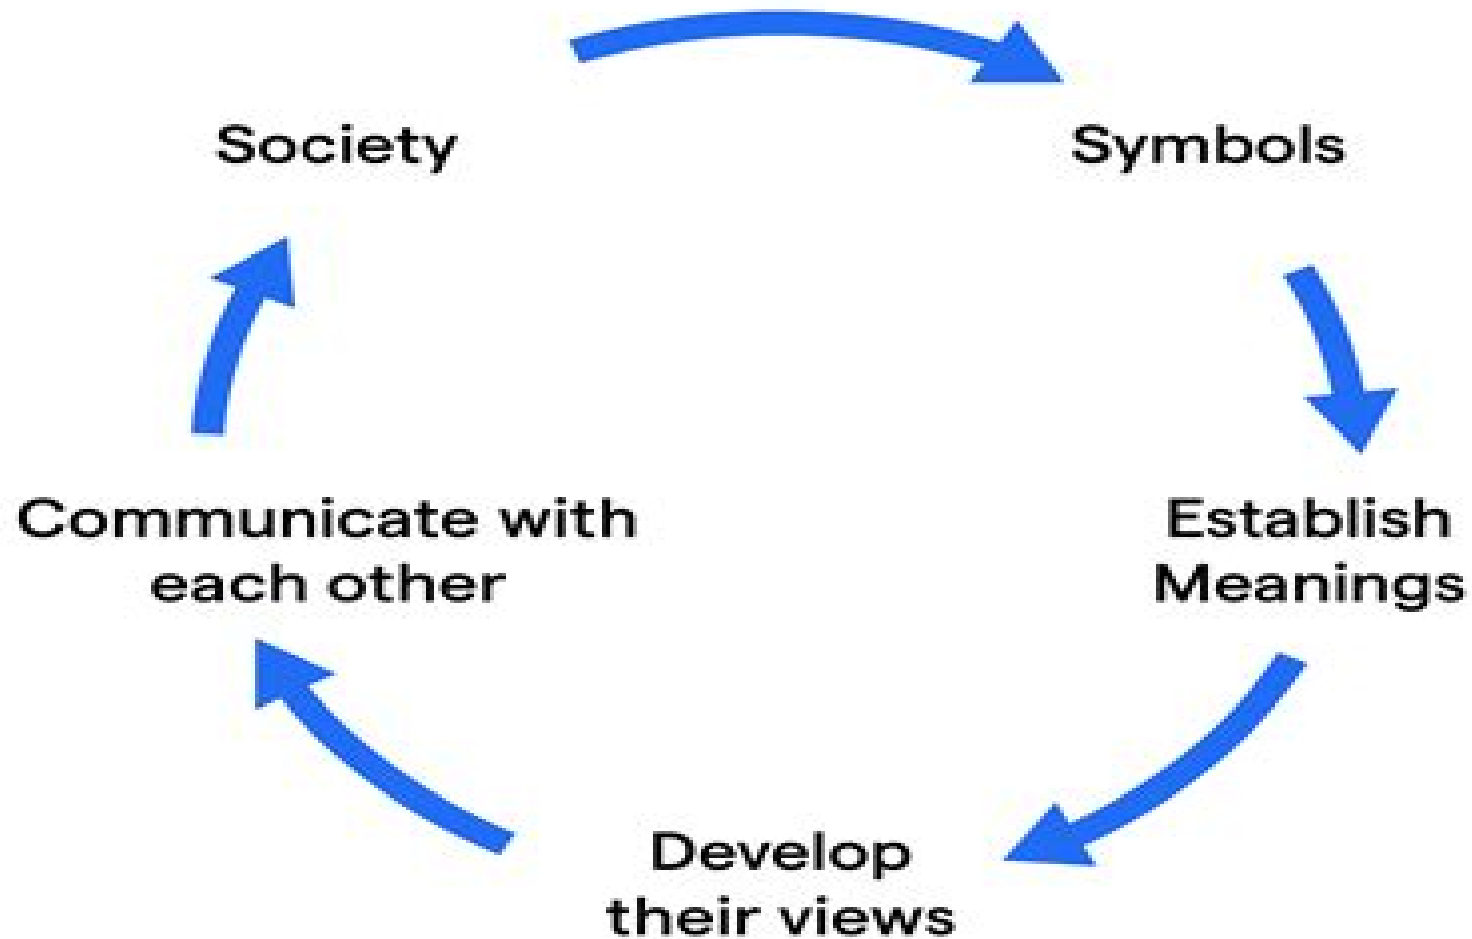 Society
Symbols
Establish
Meanings
Develop
their views
Communicate with
each other